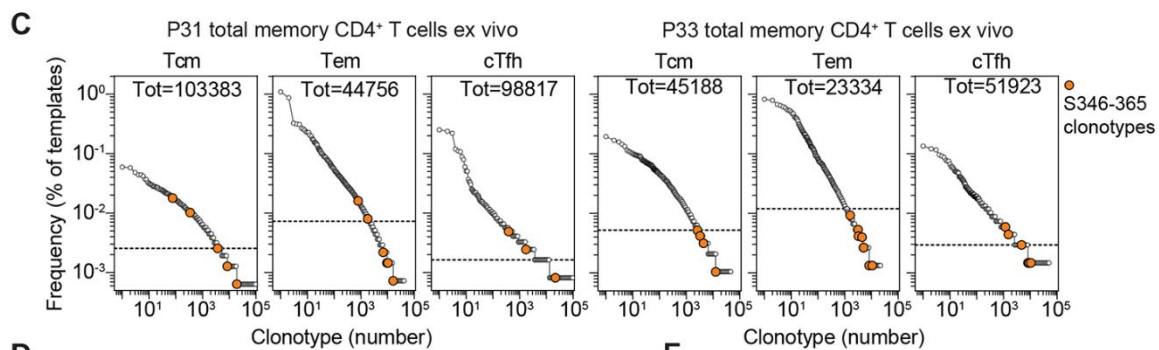 C
P31 total memory CD4⁺ T cells ex vivo
P33 total memory CD4⁺ T cells ex vivo
Tcm Tem cTfh Tcm Tem cTfh
Tot=103383 Tot=44756 Tot=98817 Tot=45188 Tot=23334 Tot=51923
S346-365
clonotypes
Frequency (% of templates)
10⁰
10⁻¹
10⁻²
10⁻³
10¹ 10³ 10⁵ 10¹ 10³ 10⁵ 10¹ 10³ 10⁵ 10¹ 10³ 10⁵ 10¹ 10³ 10⁵ 10¹ 10³ 10⁵
Clonotype (number) Clonotype (number)